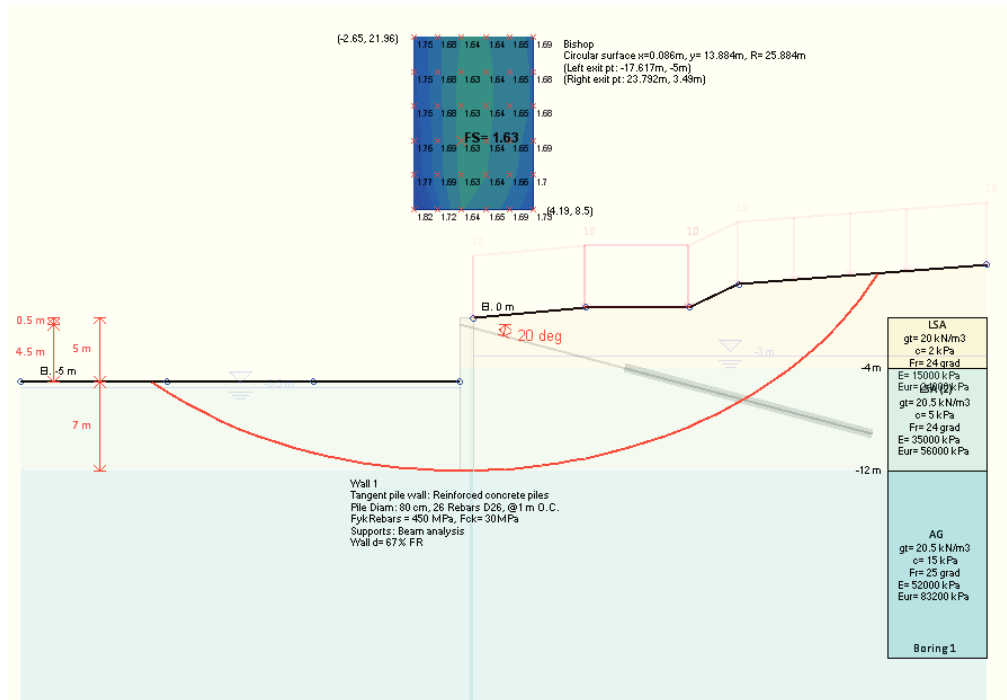 (-2.65, 21.96)
1.75 1.68 1.64 1.64 1.65 1.69
1.75 1.68 1.63 1.64 1.65 1.68
1.75 1.68 1.63 1.64 1.65 1.68
FS= 1.63
1.76 1.69 1.63 1.64 1.65 1.69
1.77 1.69 1.63 1.64 1.66 1.7
1.82 1.72 1.64 1.65 1.69 1.73
(4.19, 8.5)
Bishop
Circular surface x=0.086m, y= 13.884m, R= 25.884m
(Left exit pt: -17.617m, -5m)
(Right exit pt: 23.792m, 3.49m)
10
10
10
10
10
El. 0 m
20 deg
0.5 m
4.5 m
5 m
El. -5 m
7 m
-3 m
-4m
-12 m
LSA
gt= 20 kN/m3
c= 2 kPa
Fr= 24 grad
E= 15000 kPa
gt= 20.5 kN/m3
c= 5 kPa
Fr= 24 grad
E= 35000 kPa
Eur= 56000 kPa
AG
gt= 20.5 kN/m3
c= 15 kPa
Fr= 25 grad
E= 52000 kPa
Eur= 83200 kPa
Boring 1
Wall 1
Tangent pile wall: Reinforced concrete piles
Pile Diam: 80 cm, 26 Rebars D26, @1 m O.C.
Fyk Rebars = 450 MPa, Fck= 30MPa
Supports: Beam analysis
Wall d= 67% FR